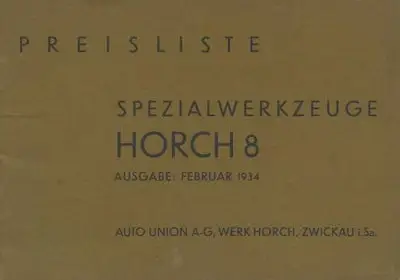 PREISLISTE
SPEZIALWERKZEUGE
HORCH 8
AUSGABE: FEBRUAR 1934
AUTO UNION A-G, WERK HORCH, ZWICKAU i. Sa.